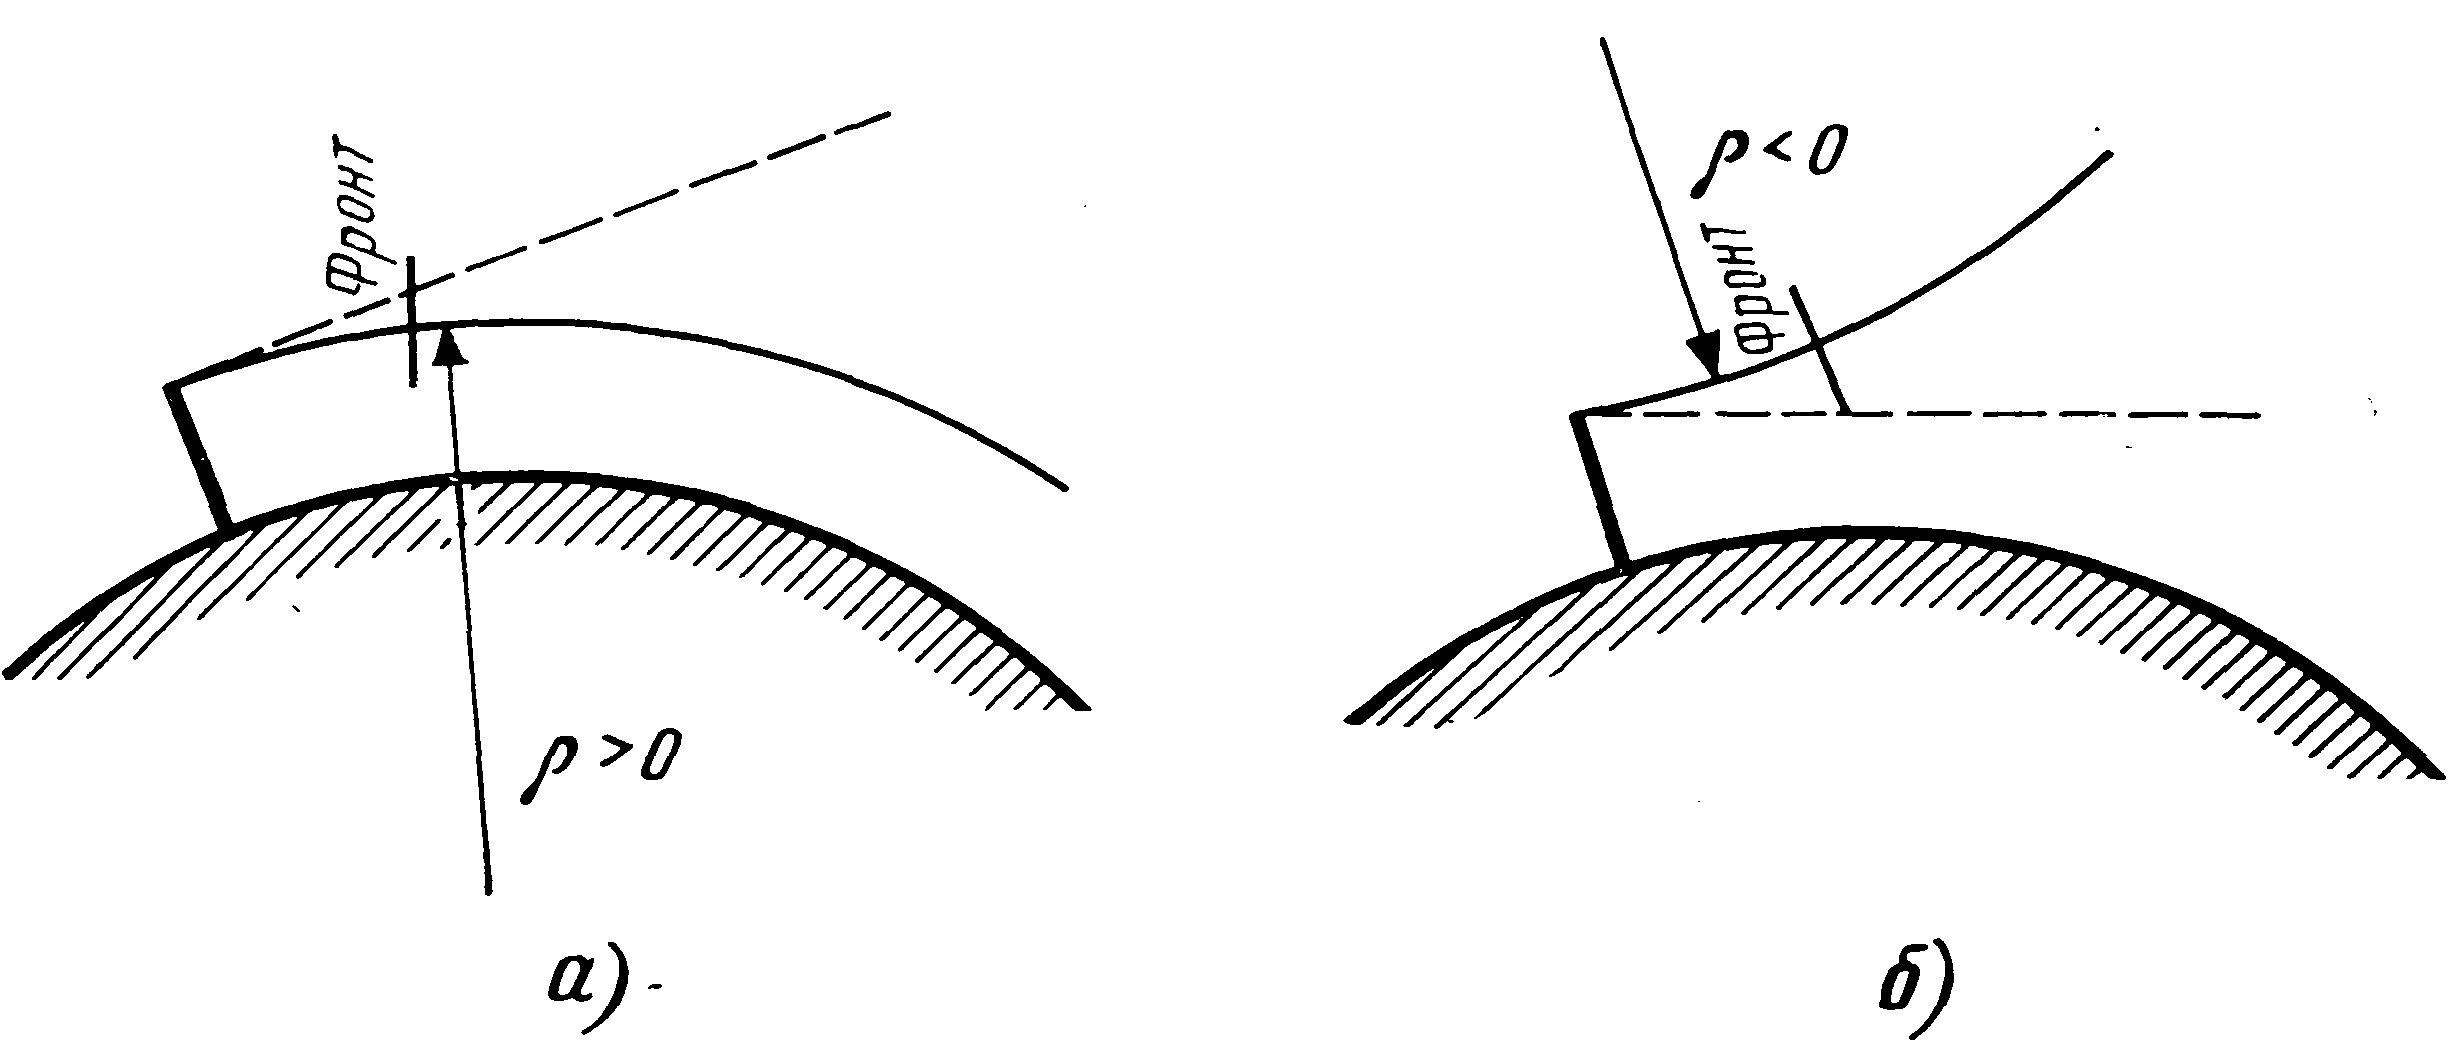 фронт
ρ > 0
а)
ρ < 0
фронт
б)